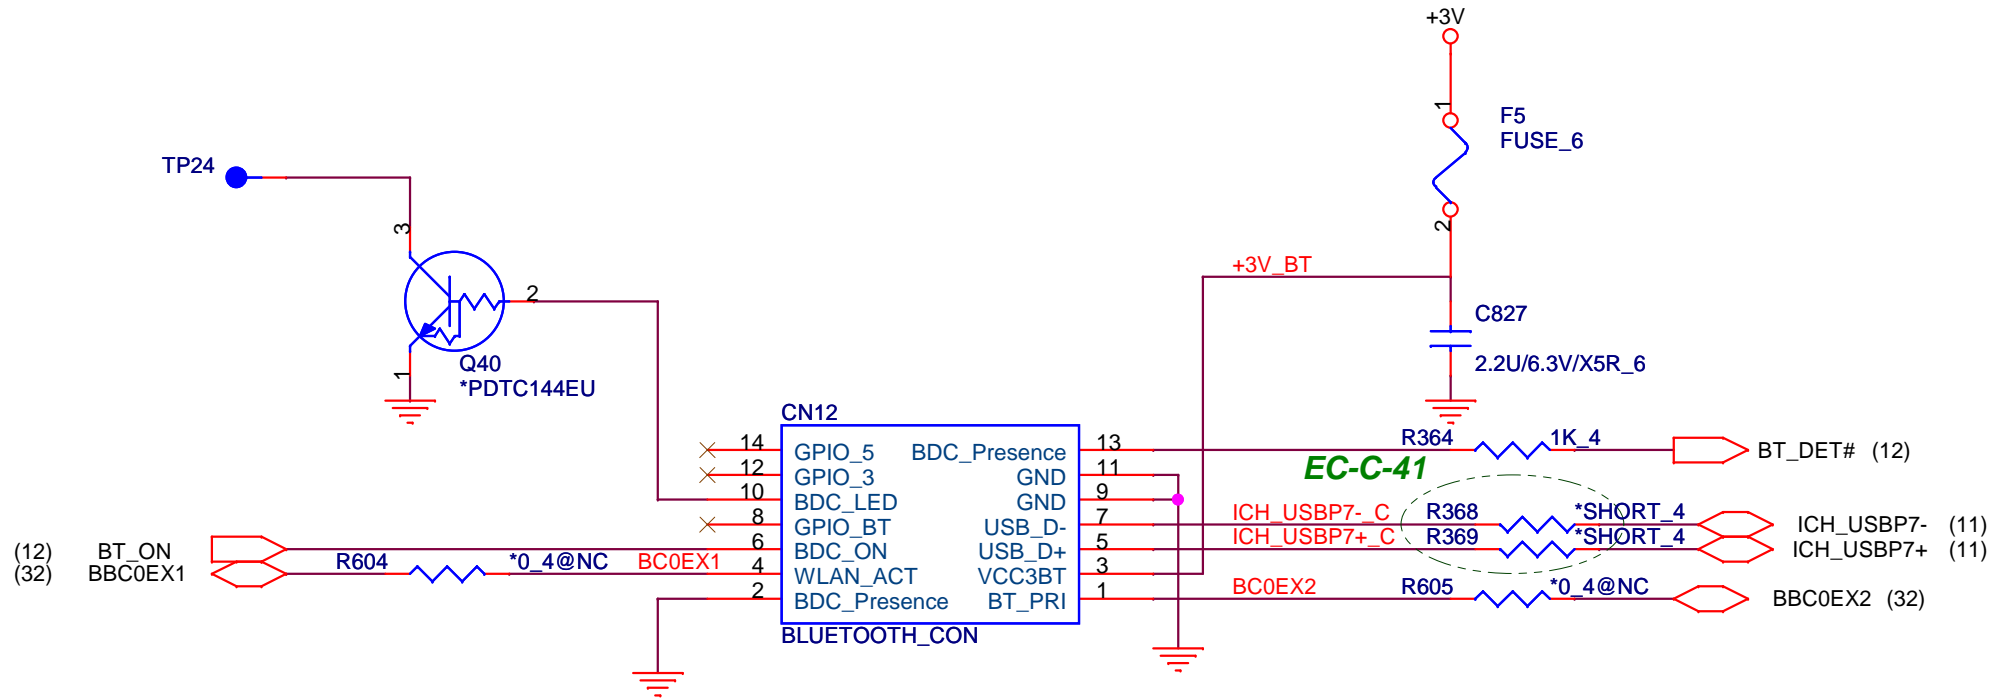 +3V
1
F5
FUSE_6
TP24
3
2
2
+3V_BT
C827
Q40
2.2U/6.3V/X5R_6
1
*PDTC144EU
CN12
14 GPIO_5 BDC_Presence 13 R364 1K_4 BT_DET# (12)
EC-C-41
12 GPIO_3 GND 11
10 BDC_LED GND 9
8 GPIO_BT USB_D- 7 ICH_USBP7-_C R368 *SHORT_4 ICH_USBP7- (11)
(12) BT_ON 6 BDC_ON USB_D+ 5 ICH_USBP7+_C R369 *SHORT_4 ICH_USBP7+ (11)
(32) BBC0EX1 R604 *0_4@NC BC0EX1 4 WLAN_ACT VCC3BT 3
2 BDC_Presence BT_PRI 1 BC0EX2 R605 *0_4@NC BBC0EX2 (32)
BLUETOOTH_CON